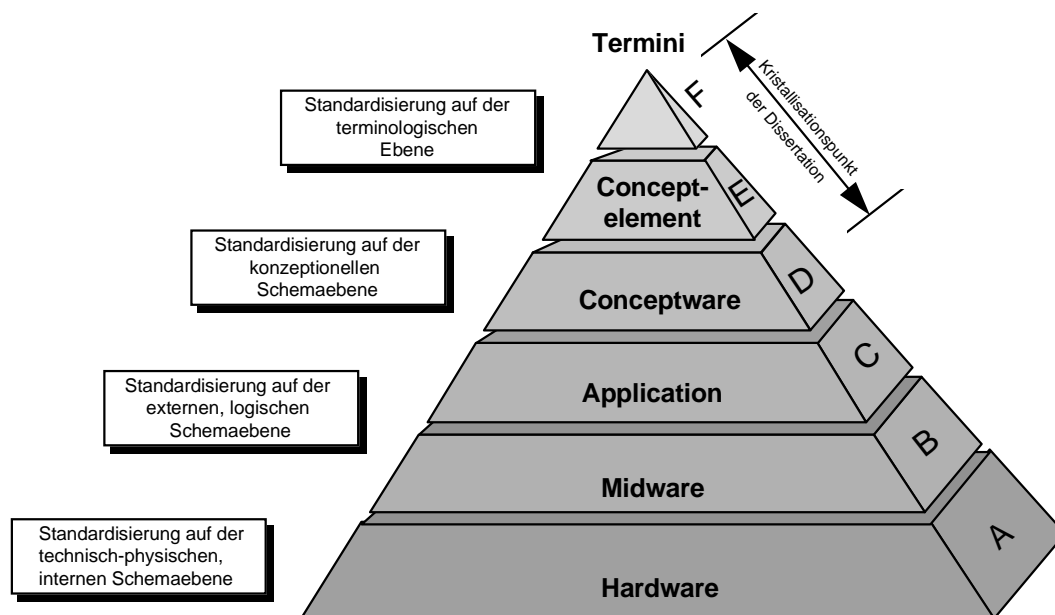 Termini
F
Kristallisationspunkt
der Dissertation
Standardisierung auf der
terminologischen
Ebene
Concept-
element
E
Standardisierung auf der
konzeptionellen
Schemaebene
Conceptware
D
Standardisierung auf der
externen, logischen
Schemaebene
Application
C
Midware
B
Standardisierung auf der
technisch-physischen,
internen Schemaebene
Hardware
A